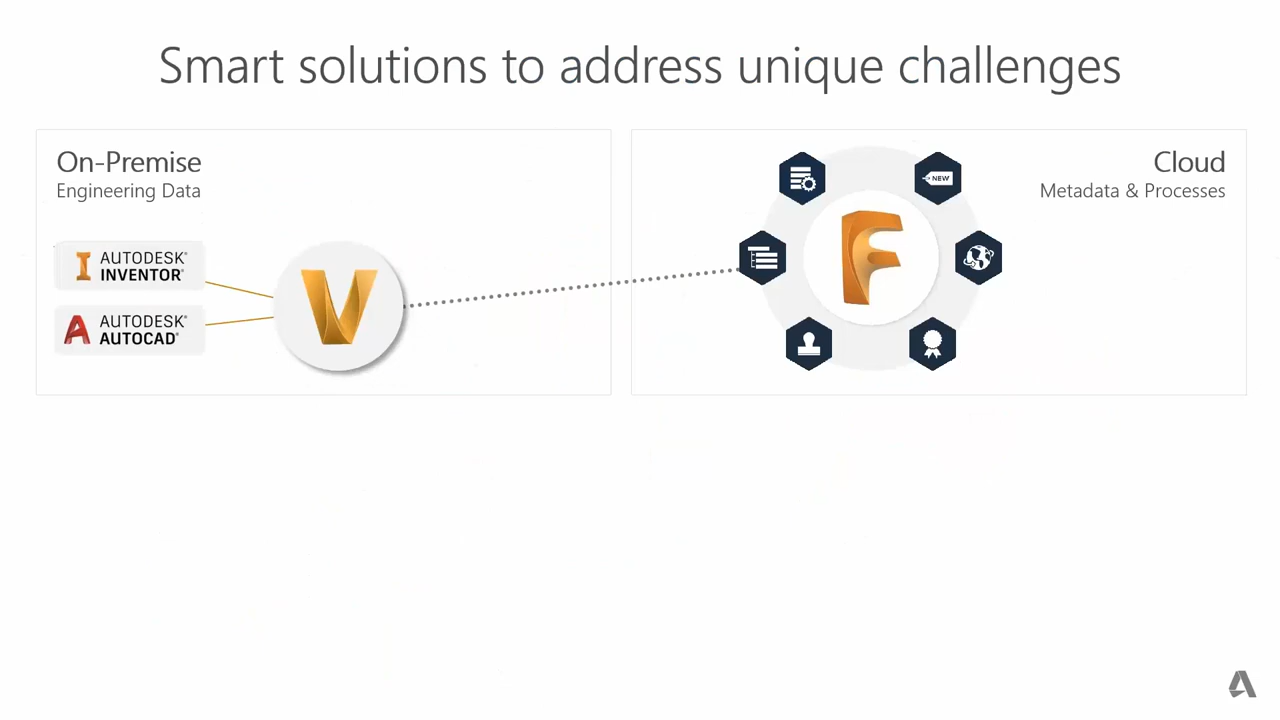 Smart solutions to address unique challenges
On-Premise
Engineering Data
AUTODESK®
INVENTOR®
AUTODESK®
AUTOCAD®
Cloud
Metadata & Processes
NEW